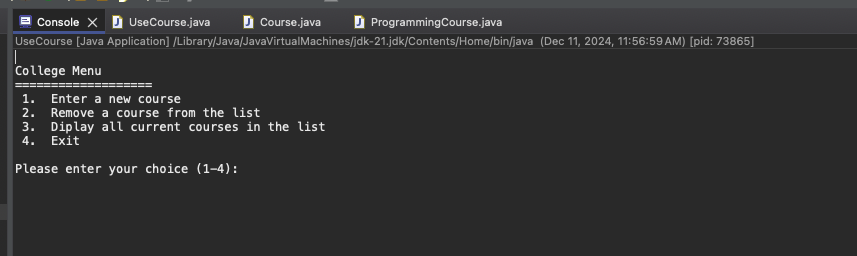 Console UseCourse.java Course.java ProgrammingCourse.java
UseCourse [Java Application] /Library/Java/JavaVirtualMachines/jdk-21.jdk/Contents/Home/bin/java (Dec 11, 2024, 11:56:59 AM) [pid: 73865]
College Menu
===================
1. Enter a new course
2. Remove a course from the list
3. Diplay all current courses in the list
4. Exit
Please enter your choice (1-4):